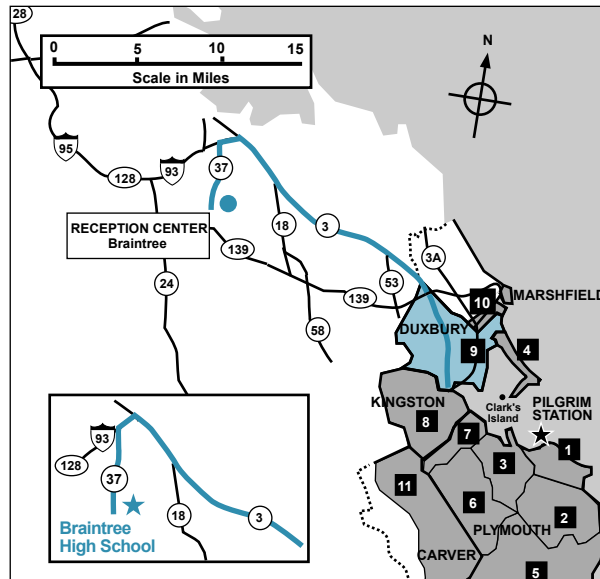 28
0
5
10
15
Scale in Miles
N
95
128
93
37
RECEPTION CENTER
Braintree
18
3
3A
139
24
53
139
58
10
MARSHFIELD
DUXBURY
9
4
KINGSTON
Clark's
Island
PILGRIM
STATION
8
7
1
3
11
6
2
PLYMOUTH
CARVER
5
93
128
37
18
3
Braintree
High School